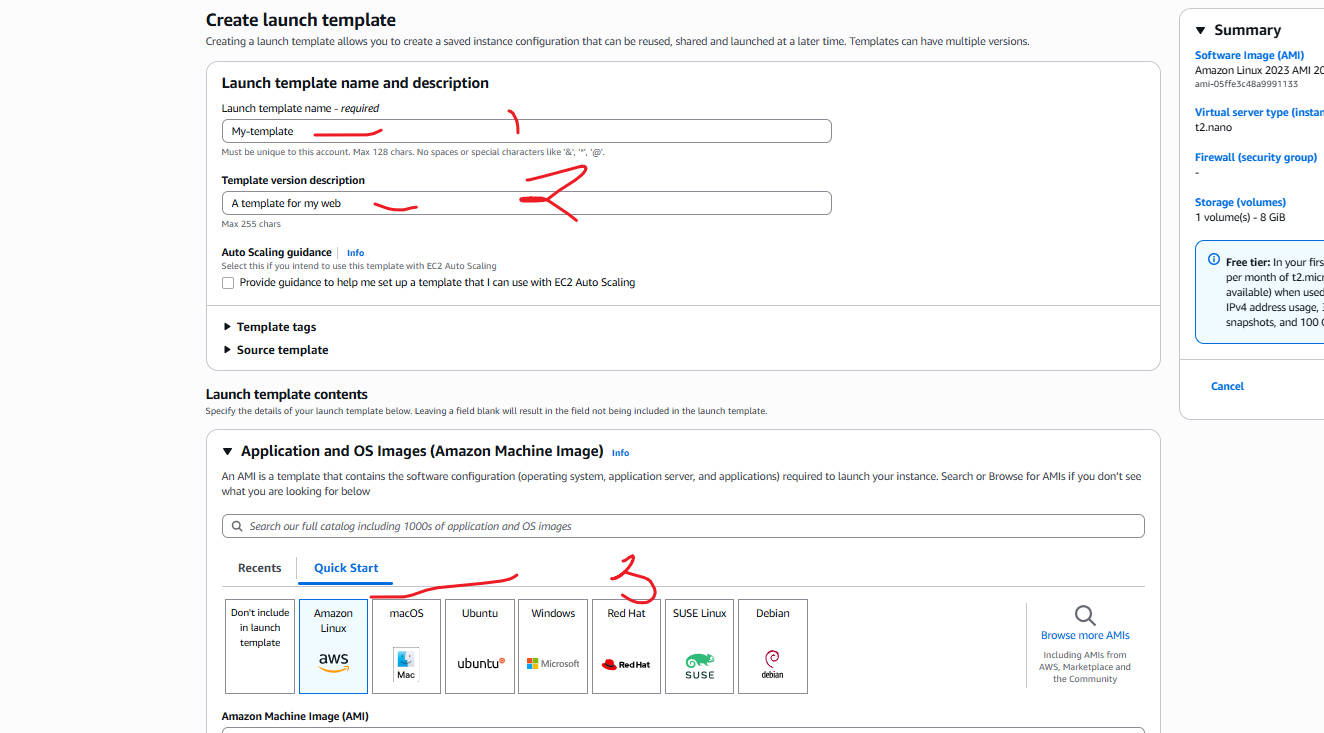 Create launch template
Creating a launch template allows you to create a saved instance configuration that can be reused, shared and launched at a later time. Templates can have multiple versions.
Launch template name and description
Launch template name - required
My-template
1
Must be unique to this account. Max 128 chars. No spaces or special characters like '&', '*', '@'.
Template version description
A template for my web
2
Max 255 chars
Auto Scaling guidance | Info
Select this if you intend to use this template with EC2 Auto Scaling
Provide guidance to help me set up a template that I can use with EC2 Auto Scaling
Template tags
Source template
Launch template contents
Specify the details of your launch template below. Leaving a field blank will result in the field not being included in the launch template.
Application and OS Images (Amazon Machine Image) Info
An AMI is a template that contains the software configuration (operating system, application server, and applications) required to launch your instance. Search or Browse for AMIs if you don't see
what you are looking for below
Search our full catalog including 1000s of application and OS images
Recents
Quick Start
3
Don't include
in launch
template
Amazon
Linux
aws
macOS
Mac
Ubuntu
ubuntu
Windows
Microsoft
Red Hat
Red Hat
SUSE Linux
SUSE
Debian
debian
Browse more AMIs
Including AMIs from
AWS, Marketplace and
the Community
Amazon Machine Image (AMI)
Summary
Software Image (AMI)
Amazon Linux 2023 AMI 20
ami-05ffe3c48a9991133
Virtual server type (instan
t2.nano
Firewall (security group)
-
Storage (volumes)
1 volume(s) - 8 GiB
Free tier: In your firs
per month of t2.micr
available) when used
IPv4 address usage, 3
snapshots, and 100 G
Cancel